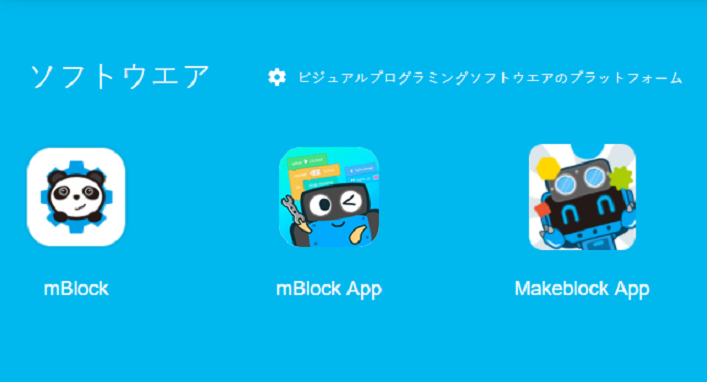 ソフトウエア
ビジュアルプログラミングソフトウエアのプラットフォーム
mBlock
mBlock App
Makeblock App